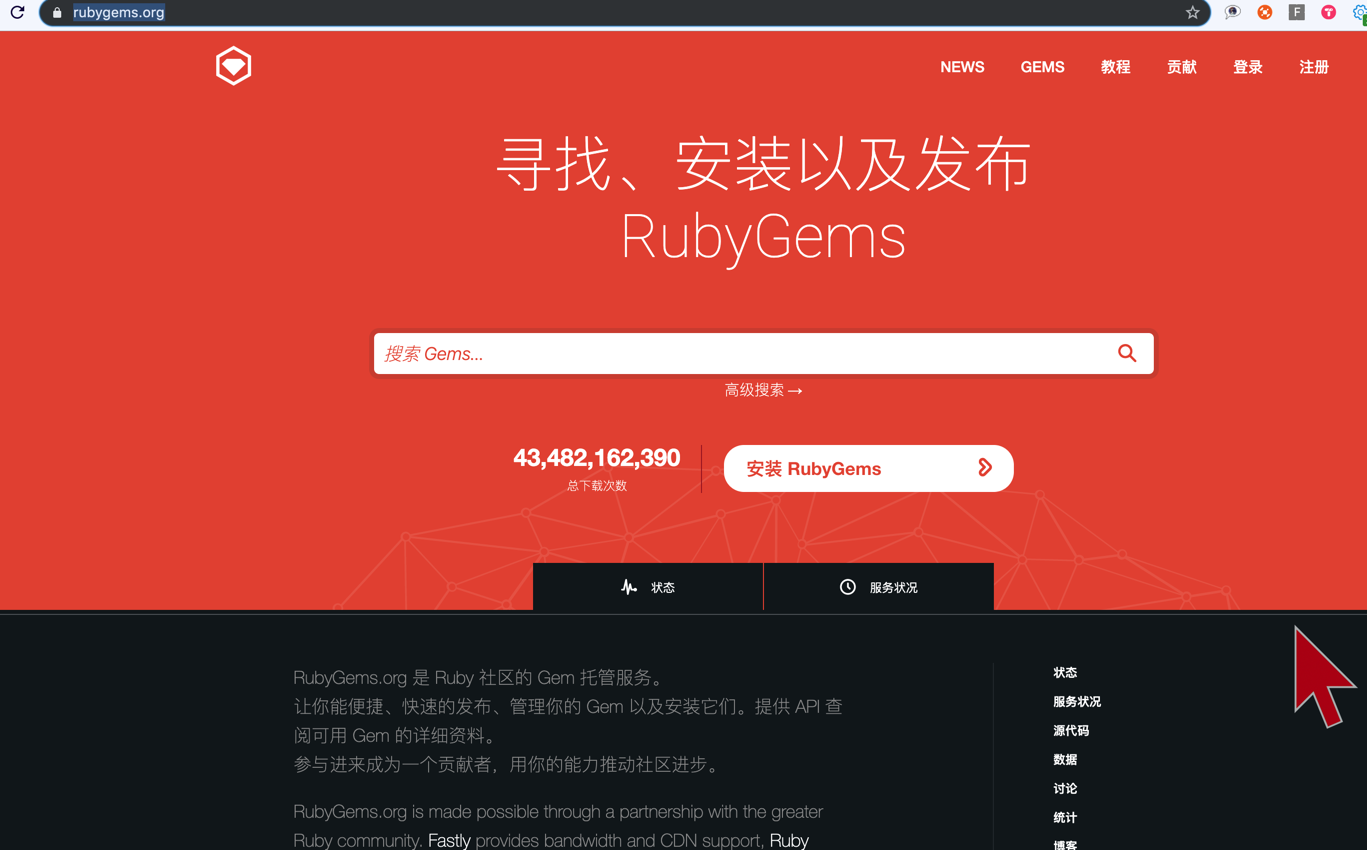 rubygems.org
F
NEWS GEMS 教程 贡献 登录 注册
寻找、安装以及发布
RubyGems
搜索 Gems...
高级搜索 →
43,482,162,390
总下载次数
安装 RubyGems
状态 服务状况
RubyGems.org 是 Ruby 社区的 Gem 托管服务。
让你能便捷、快速的发布、管理你的 Gem 以及安装它们。提供 API 查
阅可用 Gem 的详细资料。
参与进来成为一个贡献者，用你的能力推动社区进步。
RubyGems.org is made possible through a partnership with the greater
Ruby community. Fastly provides bandwidth and CDN support, Ruby
状态
服务状况
源代码
数据
讨论
统计
博客